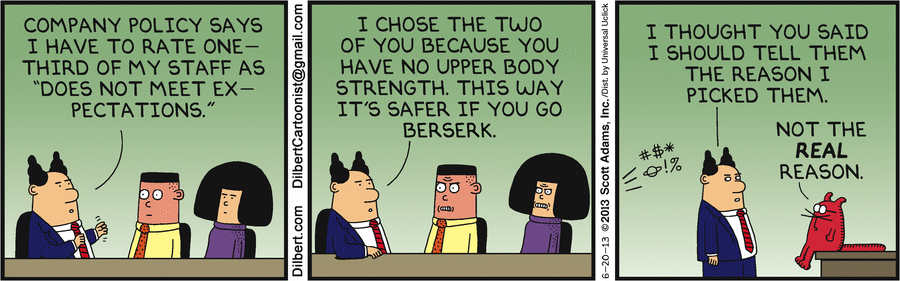 COMPANY POLICY SAYS
I HAVE TO RATE ONE-
THIRD OF MY STAFF AS
"DOES NOT MEET EX-
PECTATIONS."
Dilbert.com DilbertCartoonist@gmail.com
I CHOSE THE TWO
OF YOU BECAUSE YOU
HAVE NO UPPER BODY
STRENGTH. THIS WAY
IT'S SAFER IF YOU GO
BERSERK.
6-20-13 © 2013 Scott Adams, Inc. /Dist. by Universal Uclick
I THOUGHT YOU SAID
I SHOULD TELL THEM
THE REASON I
PICKED THEM.
#$*
!%
NOT THE
REAL
REASON.